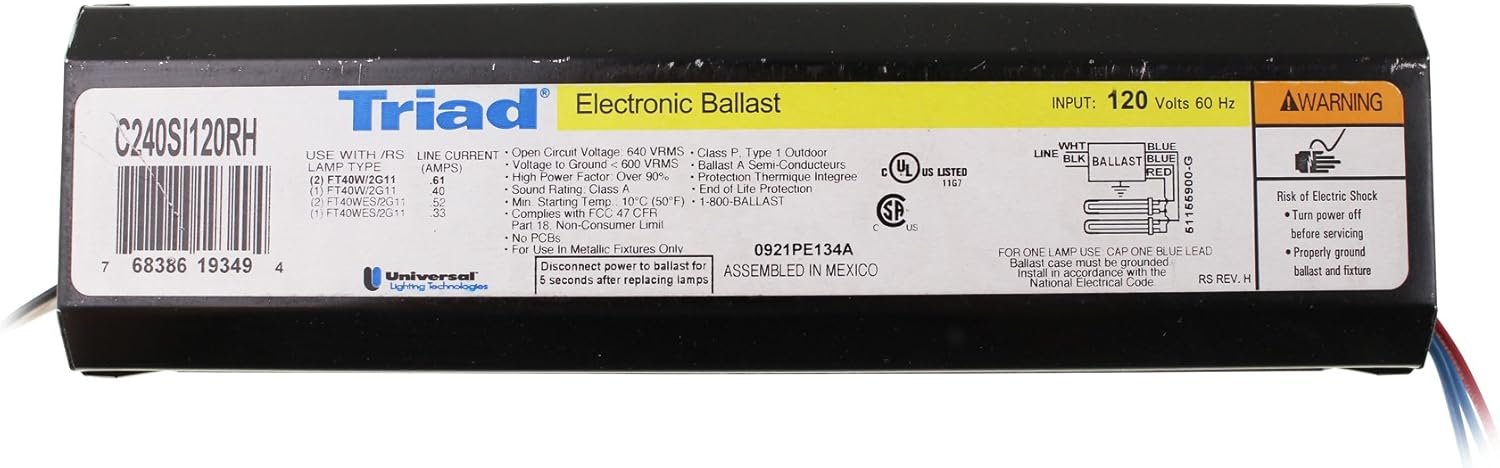 Triad®
Electronic Ballast
INPUT: 120 Volts 60 Hz
C240SI120RH
7 68386 19349 4
USE WITH /RS LAMP TYPE
LINE CURRENT (AMPS)
(2) FT40W/2G11 .61
(1) FT40W/2G11 .40
(2) FT40WES/2G11 .52
(1) FT40WES/2G11 .33
Universal™
Lighting Technologies
• Open Circuit Voltage: 640 VRMS
• Voltage to Ground < 600 VRMS
• High Power Factor: Over 90%
• Sound Rating: Class A
• Min. Starting Temp.: 10°C (50°F)
• Complies with FCC 47 CFR
Part 18, Non-Consumer Limit
• No PCBs
• For Use In Metallic Fixtures Only
• Class P, Type 1 Outdoor
• Ballast A Semi-Conducteurs
• Protection Thermique Integree
• End of Life Protection
• 1-800-BALLAST
Disconnect power to ballast for
5 seconds after replacing lamps
C UL US LISTED
11G7
C SA US
0921PE134A
ASSEMBLED IN MEXICO
LINE
WHT
BLK
BALLAST
BLUE
BLUE
RED
51155900-G
FOR ONE LAMP USE, CAP ONE BLUE LEAD
Ballast case must be grounded
Install in accordance with the
National Electrical Code
RS REV. H
WARNING
Risk of Electric Shock
• Turn power off
before servicing
• Properly ground
ballast and fixture